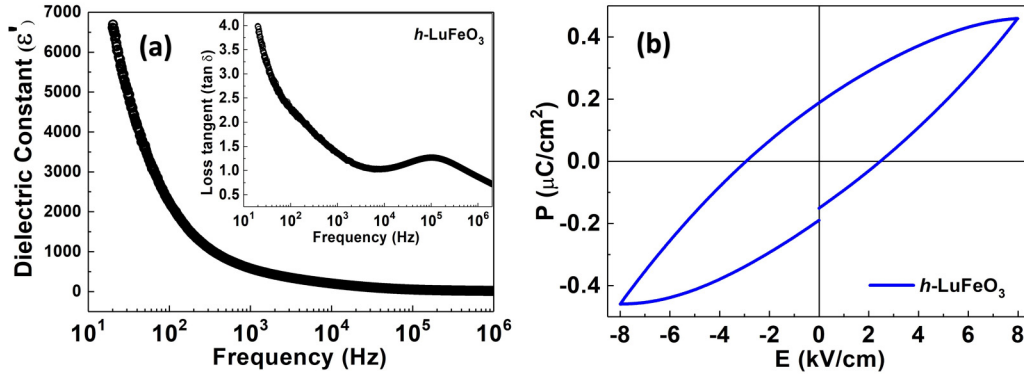 (a)
Dielectric Constant (ε')
7000
6000
5000
4000
3000
2000
1000
0
10¹ 10² 10³ 10⁴ 10⁵ 10⁶
Frequency (Hz)
h-LuFeO₃
Loss tangent (tan δ)
4.0
3.5
3.0
2.5
2.0
1.5
1.0
0.5
10¹ 10² 10³ 10⁴ 10⁵ 10⁶
Frequency (Hz)
(b)
P (μC/cm²)
0.4
0.2
0.0
-0.2
-0.4
h-LuFeO₃
-8 -6 -4 -2 0 2 4 6 8
E (kV/cm)